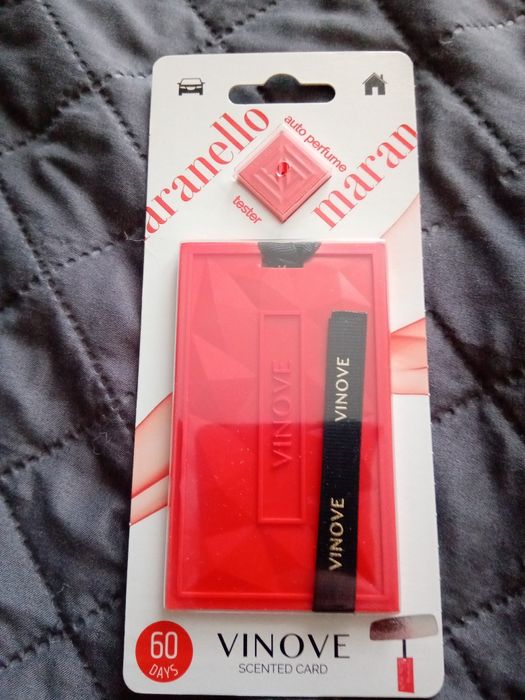 aranello
auto perfume
tester
maran
VINOVE
VINOVE
VINOVE
60
DAYS
VINOVE
SCENTED CARD